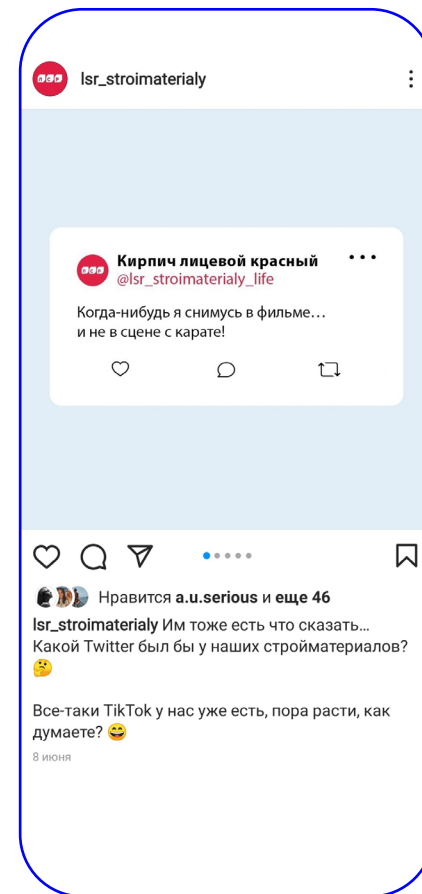 lsr_stroimaterialy
Кирпич лицевой красный
@lsr_stroimaterialy_life
Когда-нибудь я снимусь в фильме…
и не в сцене с карате!
Нравится a.u.serious и еще 46
lsr_stroimaterialy Им тоже есть что сказать...
Какой Twitter был бы у наших стройматериалов?
🤔
Все-таки TikTok у нас уже есть, пора расти, как
думаете? 😄
8 июня